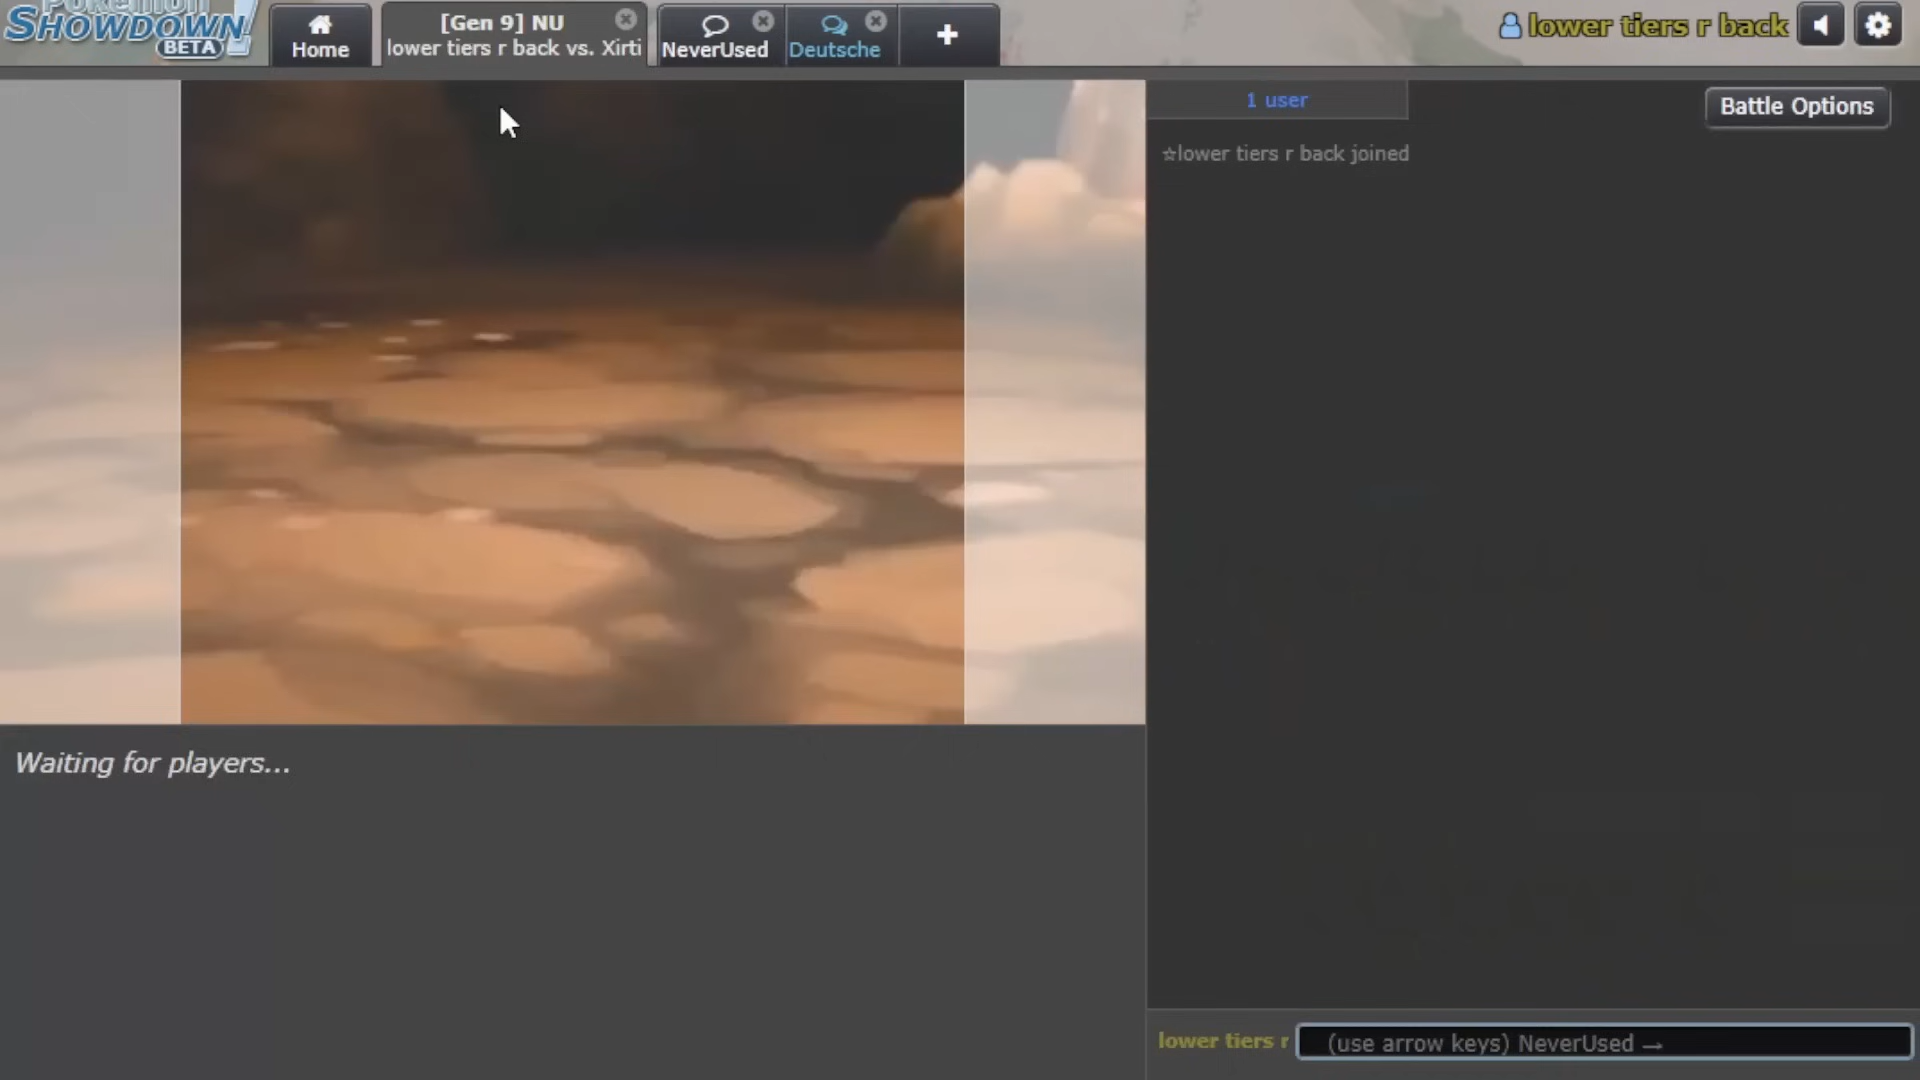 Pokémon
SHOWDOWN!
BETA
Home
[Gen 9] NU
lower tiers r back vs. Xirti
NeverUsed
Deutsche
lower tiers r back
1 user
Battle Options
☆lower tiers r back joined
Waiting for players...
lower tiers r
(use arrow keys) NeverUsed →